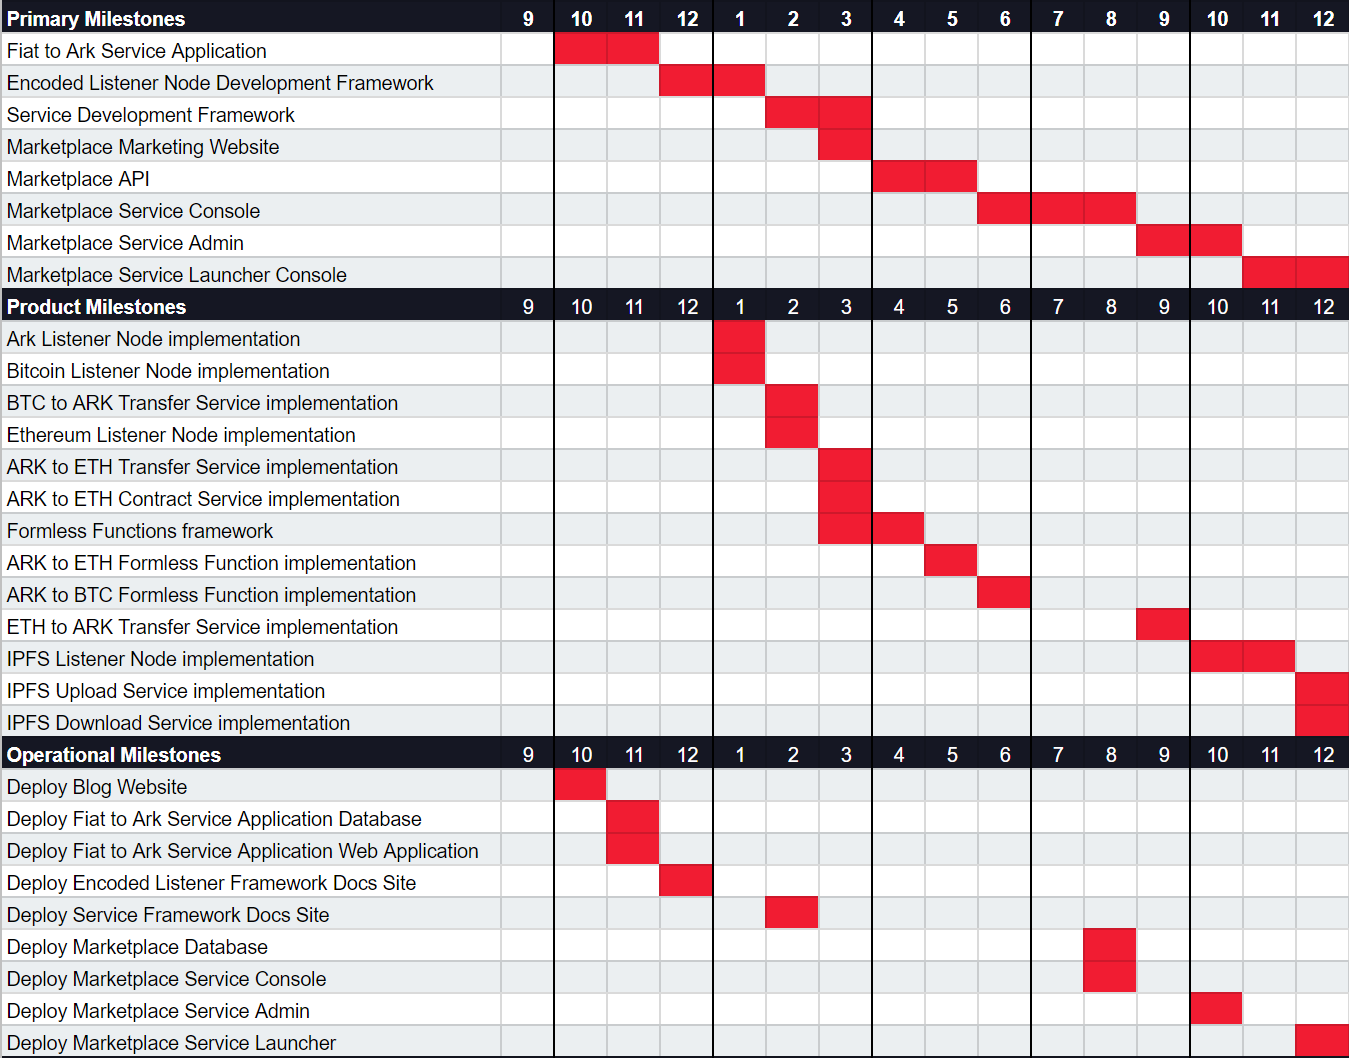 Primary Milestones 9 10 11 12 1 2 3 4 5 6 7 8 9 10 11 12
Fiat to Ark Service Application
Encoded Listener Node Development Framework
Service Development Framework
Marketplace Marketing Website
Marketplace API
Marketplace Service Console
Marketplace Service Admin
Marketplace Service Launcher Console
Product Milestones 9 10 11 12 1 2 3 4 5 6 7 8 9 10 11 12
Ark Listener Node implementation
Bitcoin Listener Node implementation
BTC to ARK Transfer Service implementation
Ethereum Listener Node implementation
ARK to ETH Transfer Service implementation
ARK to ETH Contract Service implementation
Formless Functions framework
ARK to ETH Formless Function implementation
ARK to BTC Formless Function implementation
ETH to ARK Transfer Service implementation
IPFS Listener Node implementation
IPFS Upload Service implementation
IPFS Download Service implementation
Operational Milestones 9 10 11 12 1 2 3 4 5 6 7 8 9 10 11 12
Deploy Blog Website
Deploy Fiat to Ark Service Application Database
Deploy Fiat to Ark Service Application Web Application
Deploy Encoded Listener Framework Docs Site
Deploy Service Framework Docs Site
Deploy Marketplace Database
Deploy Marketplace Service Console
Deploy Marketplace Service Admin
Deploy Marketplace Service Launcher